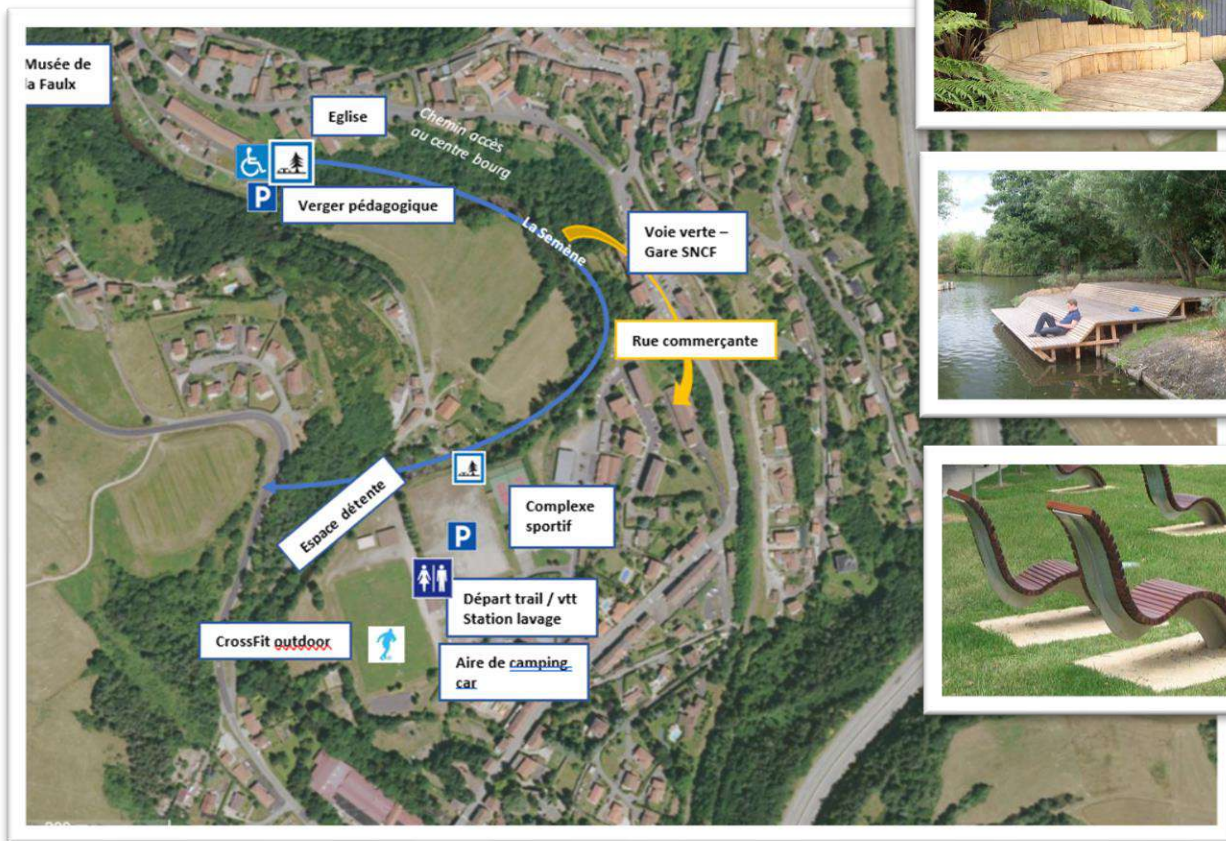 Musée de
la Faulx
Eglise
Chemin accès
au centre bourg
P
Verger pédagogique
La Semène
Voie verte –
Gare SNCF
Rue commerçante
Espace détente
Complexe
sportif
P
Départ trail / vtt
Station lavage
CrossFit outdoor
Aire de camping
car